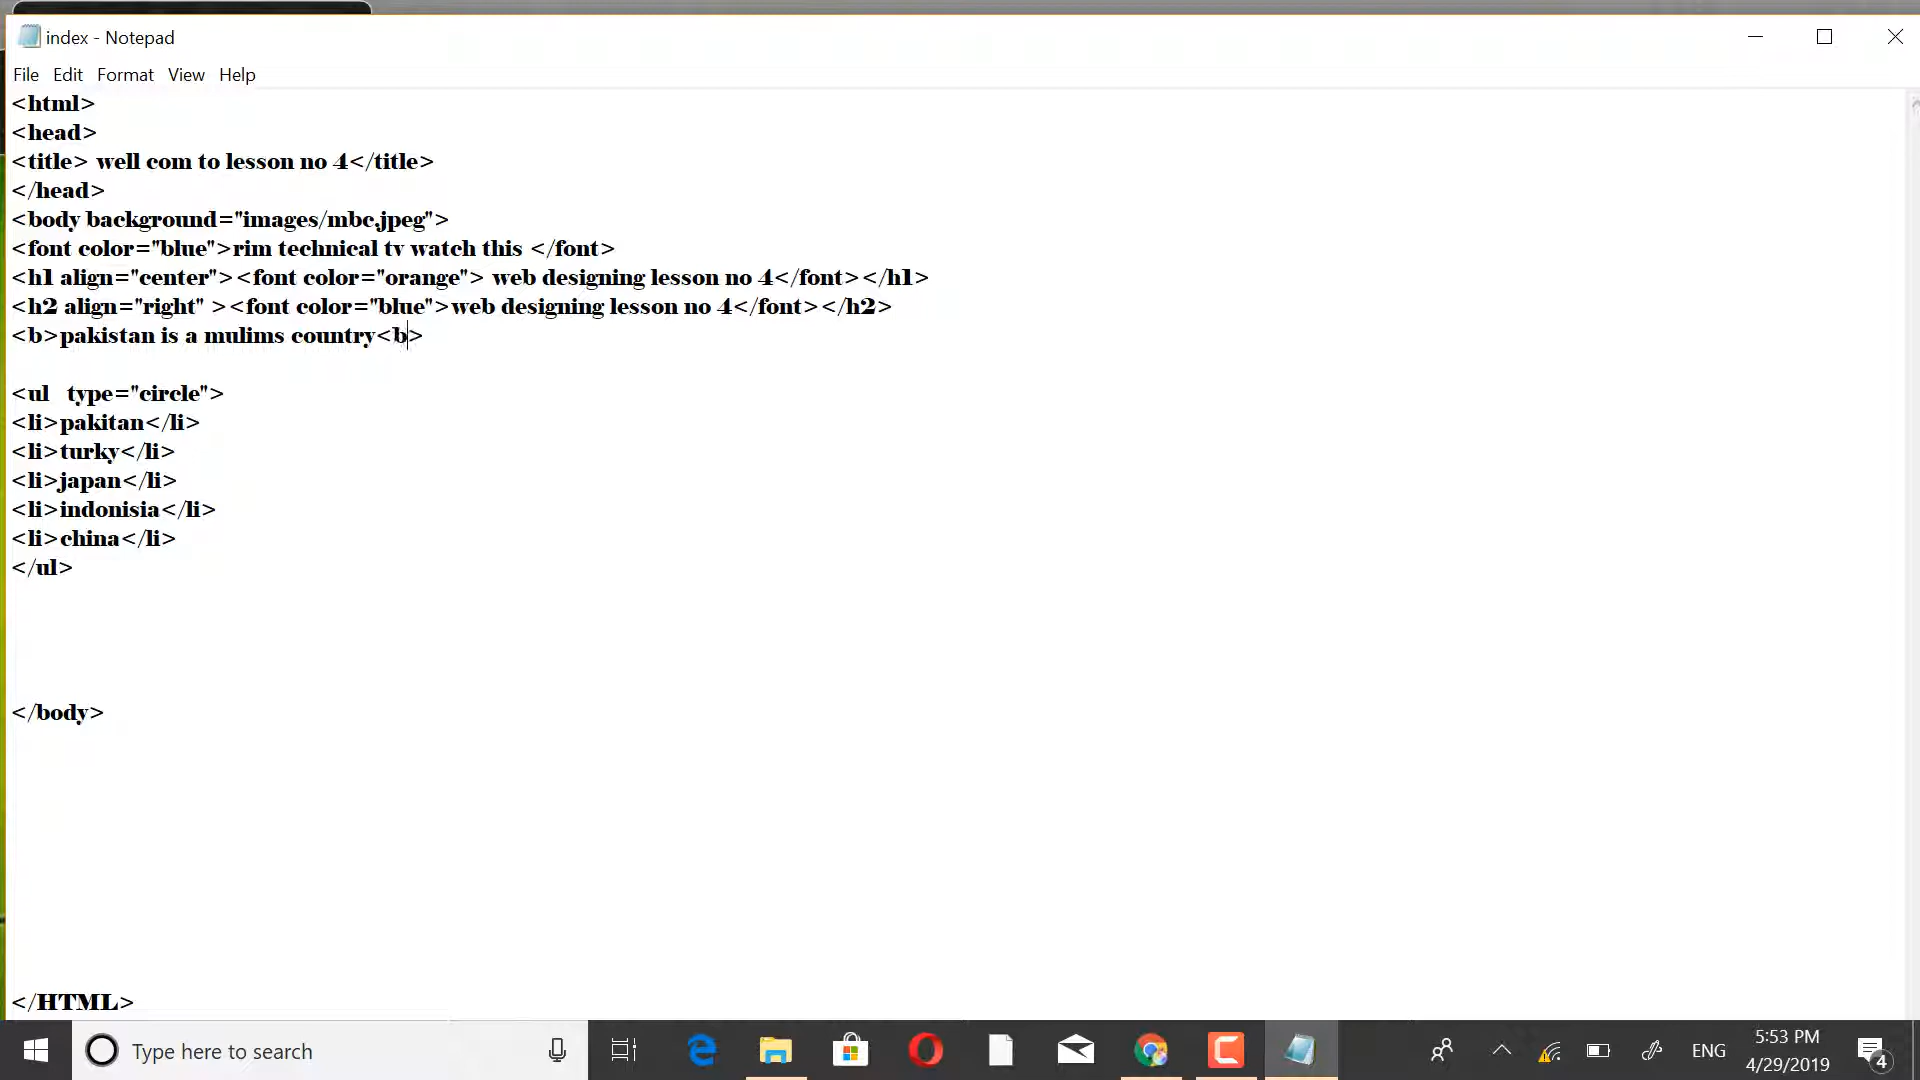 index - Notepad
File Edit Format View Help
<html>
<head>
<title> well com to lesson no 4</title>
</head>
<body background="images/mbc.jpeg">
<font color="blue">rim technical tv watch this </font>
<h1 align="center"><font color="orange"> web designing lesson no 4</font></h1>
<h2 align="right" ><font color="blue">web designing lesson no 4</font></h2>
<b>pakistan is a mulims country<b>
<ul   type="circle">
<li>pakitan</li>
<li>turky</li>
<li>japan</li>
<li>indonisia</li>
<li>china</li>
</ul>
</body>
</HTML>
Type here to search
ENG
5:53 PM
4/29/2019
4